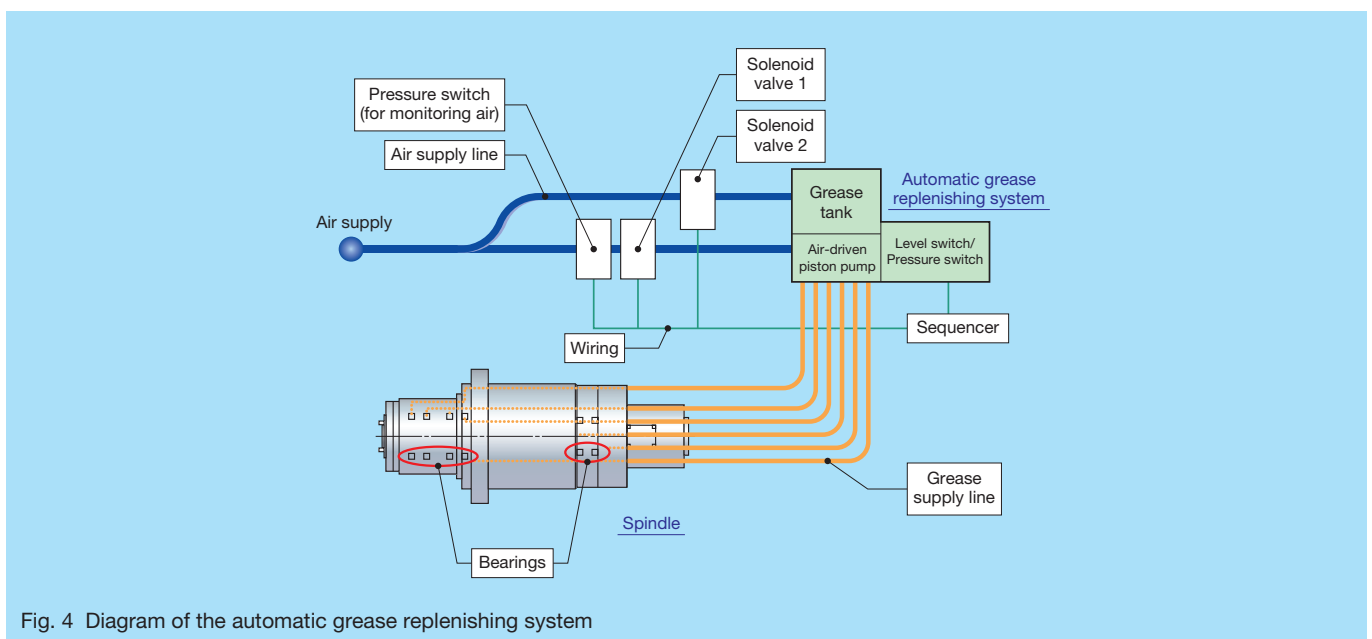 Solenoid
valve 1
Pressure switch
(for monitoring air)
Solenoid
valve 2
Air supply line
Automatic grease
replenishing system
Grease
tank
Air supply
Level switch/
Pressure switch
Air-driven
piston pump
Sequencer
Wiring
Grease
supply line
Spindle
Bearings
Fig. 4 Diagram of the automatic grease replenishing system